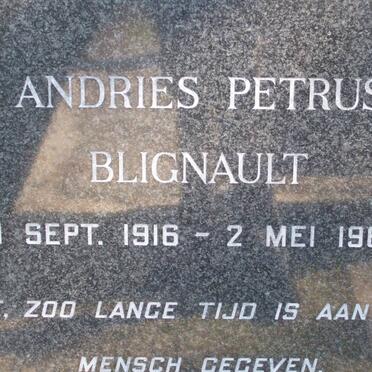 ANDRIES PETRUS
BLIGNAULT
SEPT. 1916 – 2 MEI
ZOO LANGE TIJD IS AAN
MENSCH GEGEVEN.